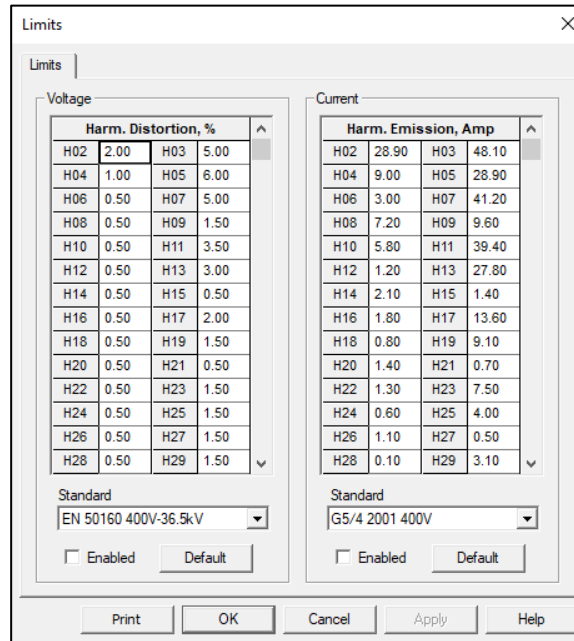 Limits
Limits
Voltage
Harm. Distortion, %
H02 2.00 H03 5.00
H04 1.00 H05 6.00
H06 0.50 H07 5.00
H08 0.50 H09 1.50
H10 0.50 H11 3.50
H12 0.50 H13 3.00
H14 0.50 H15 0.50
H16 0.50 H17 2.00
H18 0.50 H19 1.50
H20 0.50 H21 0.50
H22 0.50 H23 1.50
H24 0.50 H25 1.50
H26 0.50 H27 1.50
H28 0.50 H29 1.50
Standard
EN 50160 400V-36.5kV
Enabled Default
Current
Harm. Emission, Amp
H02 28.90 H03 48.10
H04 9.00 H05 28.90
H06 3.00 H07 41.20
H08 7.20 H09 9.60
H10 5.80 H11 39.40
H12 1.20 H13 27.80
H14 2.10 H15 1.40
H16 1.80 H17 13.60
H18 0.80 H19 9.10
H20 1.40 H21 0.70
H22 1.30 H23 7.50
H24 0.60 H25 4.00
H26 1.10 H27 0.50
H28 0.10 H29 3.10
Standard
G5/4 2001 400V
Enabled Default
Print OK Cancel Apply Help